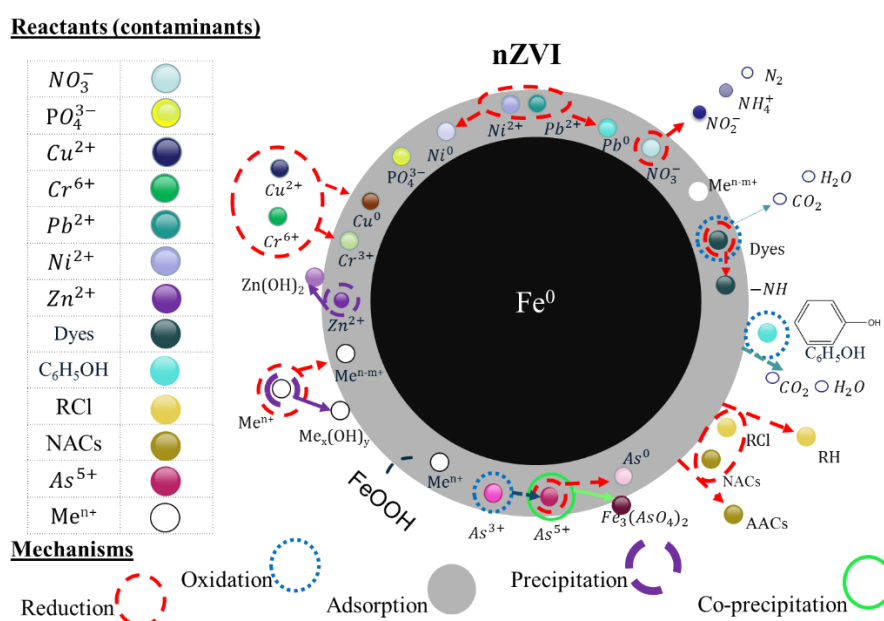 Reactants (contaminants)
NO₃⁻
PO₄³⁻
Cu²⁺
Cr⁶⁺
Pb²⁺
Ni²⁺
Zn²⁺
Dyes
C₆H₅OH
RCl
NACs
As⁵⁺
Meⁿ⁺
nZVI
Fe⁰
Ni²⁺
Pb²⁺
Ni⁰
Pb⁰
PO₄³⁻
NO₃⁻
N₂
NH₄⁺
NO₂⁻
Meⁿ⁻ᵐ⁺
H₂O
CO₂
Dyes
−NH
OH
C₆H₅OH
CO₂
H₂O
RCl
RH
NACs
AACs
As⁰
Fe₃(AsO₄)₂
As⁵⁺
As³⁺
Meⁿ⁺
FeOOH
Meₓ(OH)ᵧ
Meⁿ⁺
Meⁿ⁻ᵐ⁺
Zn²⁺
Zn(OH)₂
Cr³⁺
Cu⁰
Cu²⁺
Cr⁶⁺
Mechanisms
Reduction
Oxidation
Adsorption
Precipitation
Co-precipitation